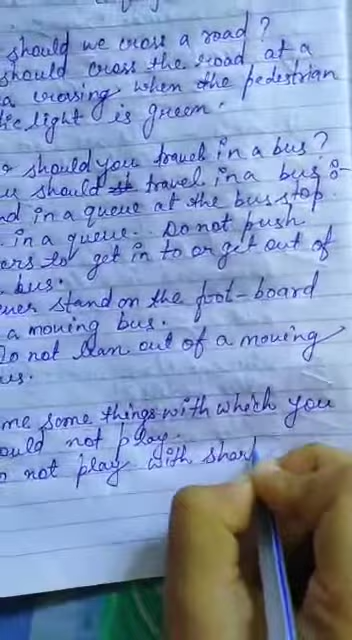 should we cross a road?
should cross the road at a
a crossing when the pedestrian
light is green.
should you travel in a bus?
should travel in a bus :-
in a queue at the bus stop.
in a queue. Do not push
to get in to or get out of
bus.
stand on the foot-board
a moving bus.
Do not lean out of a moving
some things with which you
not play.
not play with shar